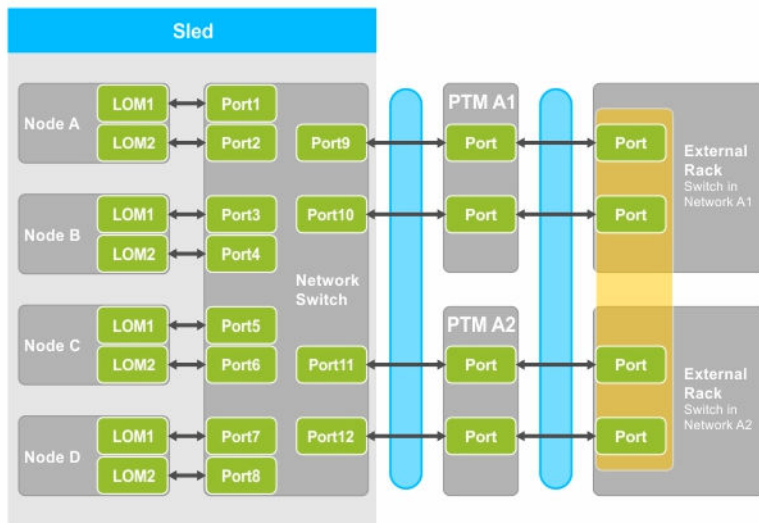 Sled
Node A
LOM1
LOM2
Port1
Port2
Node B
LOM1
LOM2
Port3
Port4
Node C
LOM1
LOM2
Port5
Port6
Node D
LOM1
LOM2
Port7
Port8
Port9
Port10
Network
Switch
Port11
Port12
PTM A1
Port
Port
PTM A2
Port
Port
Port
Port
External
Rack
Switch in
Network A1
Port
Port
External
Rack
Switch in
Network A2